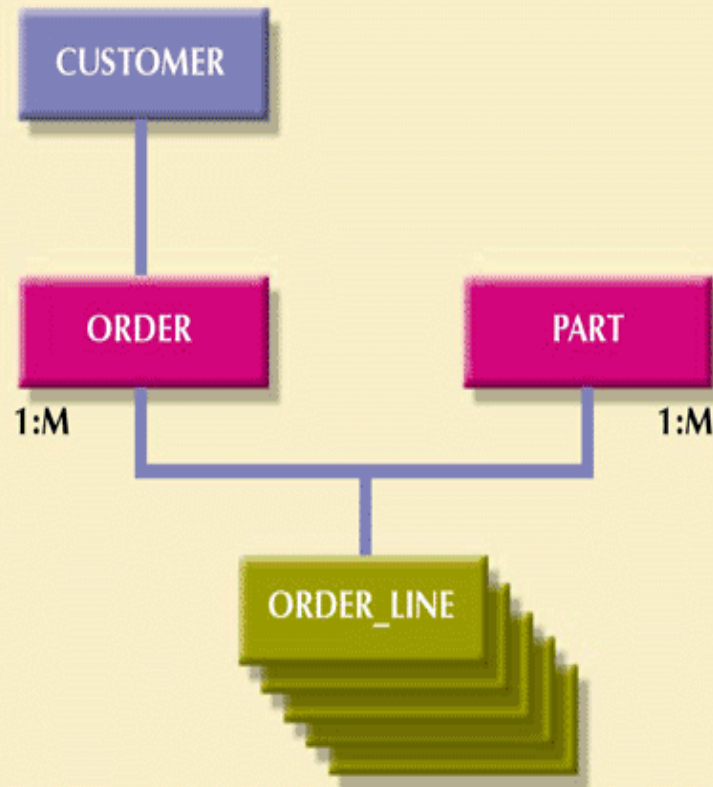 CUSTOMER
ORDER
PART
1:M
1:M
ORDER_LINE